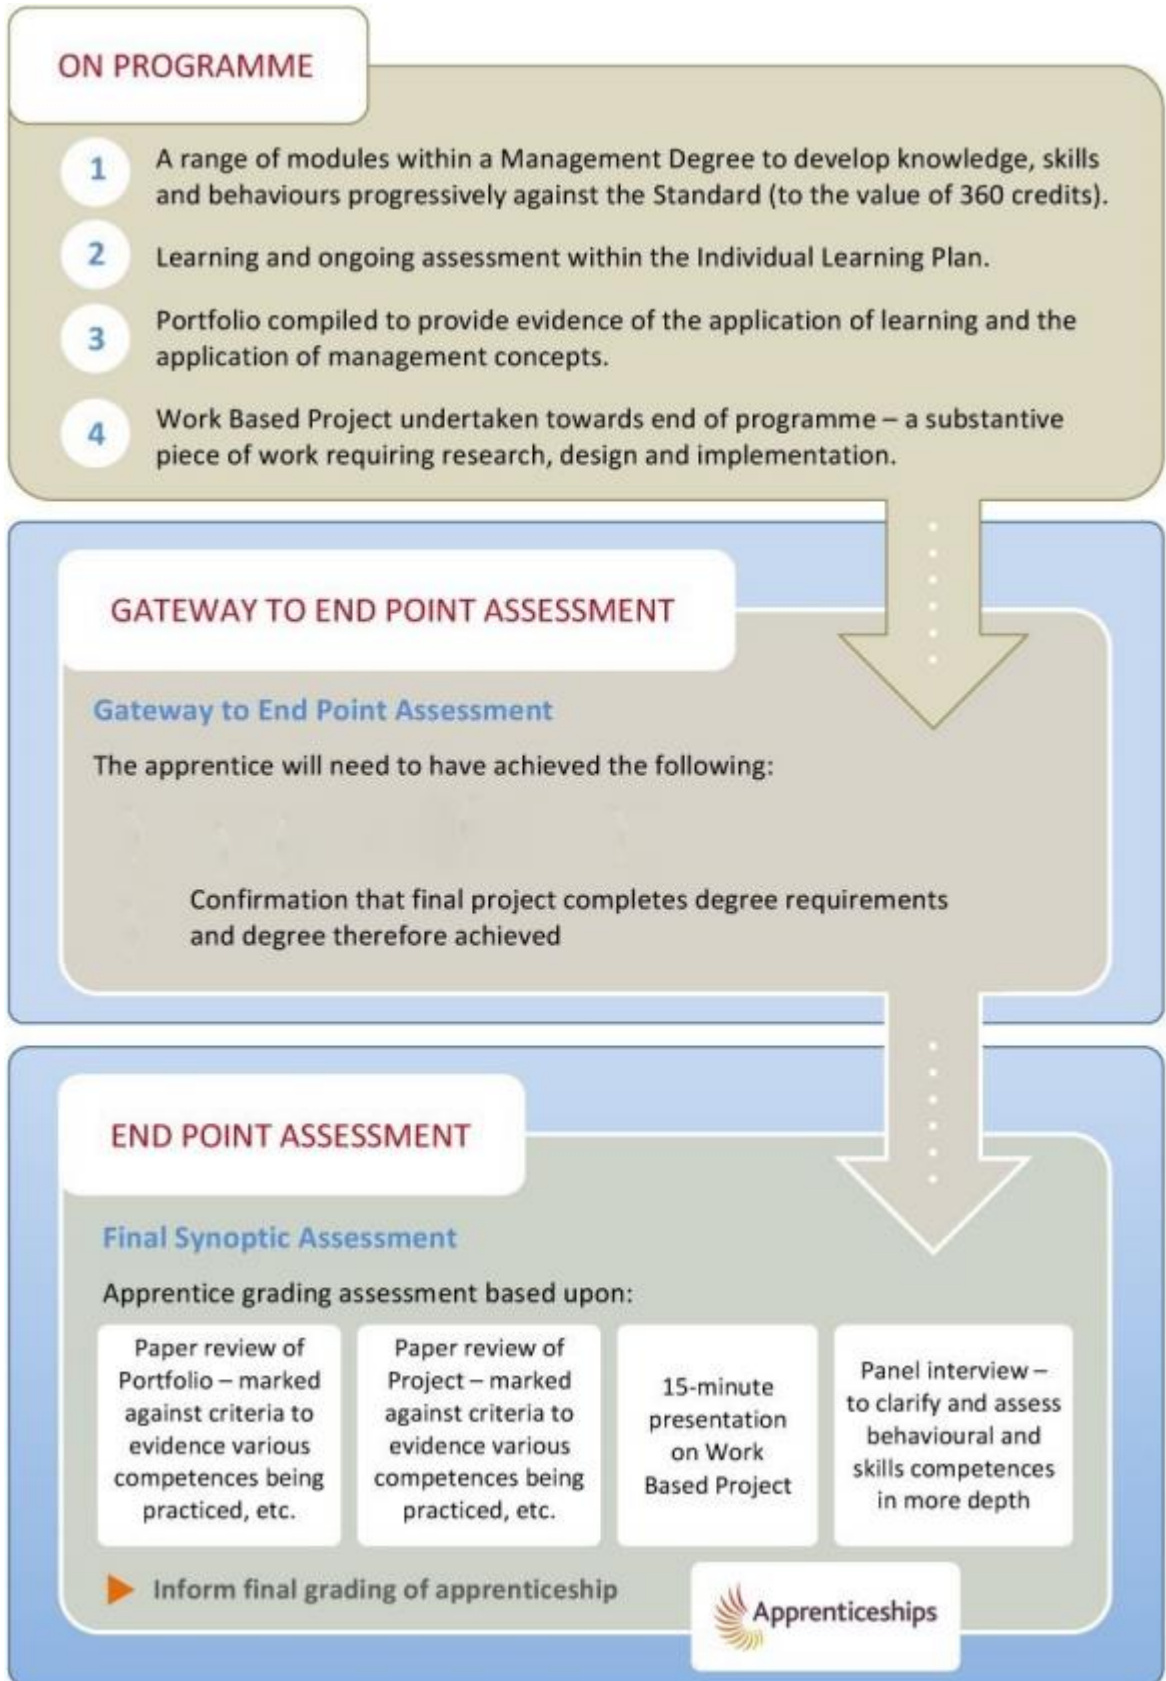 ON PROGRAMME
1
A range of modules within a Management Degree to develop knowledge, skills
and behaviours progressively against the Standard (to the value of 360 credits).
2
Learning and ongoing assessment within the Individual Learning Plan.
3
Portfolio compiled to provide evidence of the application of learning and the
application of management concepts.
4
Work Based Project undertaken towards end of programme – a substantive
piece of work requiring research, design and implementation.
GATEWAY TO END POINT ASSESSMENT
Gateway to End Point Assessment
The apprentice will need to have achieved the following:
Confirmation that final project completes degree requirements
and degree therefore achieved
END POINT ASSESSMENT
Final Synoptic Assessment
Apprentice grading assessment based upon:
Paper review of
Portfolio – marked
against criteria to
evidence various
competences being
practiced, etc.
Paper review of
Project – marked
against criteria to
evidence various
competences being
practiced, etc.
15-minute
presentation
on Work
Based Project
Panel interview –
to clarify and assess
behavioural and
skills competences
in more depth
Inform final grading of apprenticeship
Apprenticeships